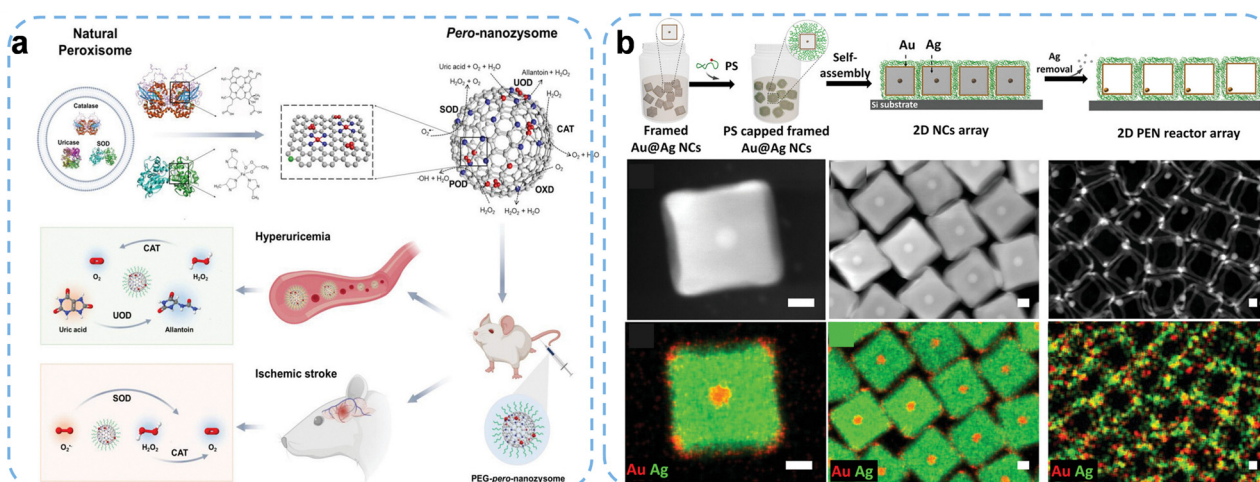 a
Natural
Peroxisome
Catalase
Uricase
SOD
Pero-nanozysome
Uric acid + O₂ + H₂O
Allantoin + H₂O₂
UOD
H₂O₂ + O₂
H₂O₂
SOD
CAT
O₂•⁻
O₂ + H₂O
O₂
POD
OXD
·OH + H₂O
H₂O₂
H₂O₂ + H₂O
CAT
O₂
H₂O₂
UOD
Uric acid
Allantoin
Hyperuricemia
Ischemic stroke
SOD
O₂•⁻
H₂O₂
O₂
CAT
PEG-pero-nanozysome
b
PS
Self-
assembly
Au
Ag
Ag
removal
Si substrate
Framed
Au@Ag NCs
PS capped framed
Au@Ag NCs
2D NCs array
2D PEN reactor array
Au Ag
Au Ag
Au Ag